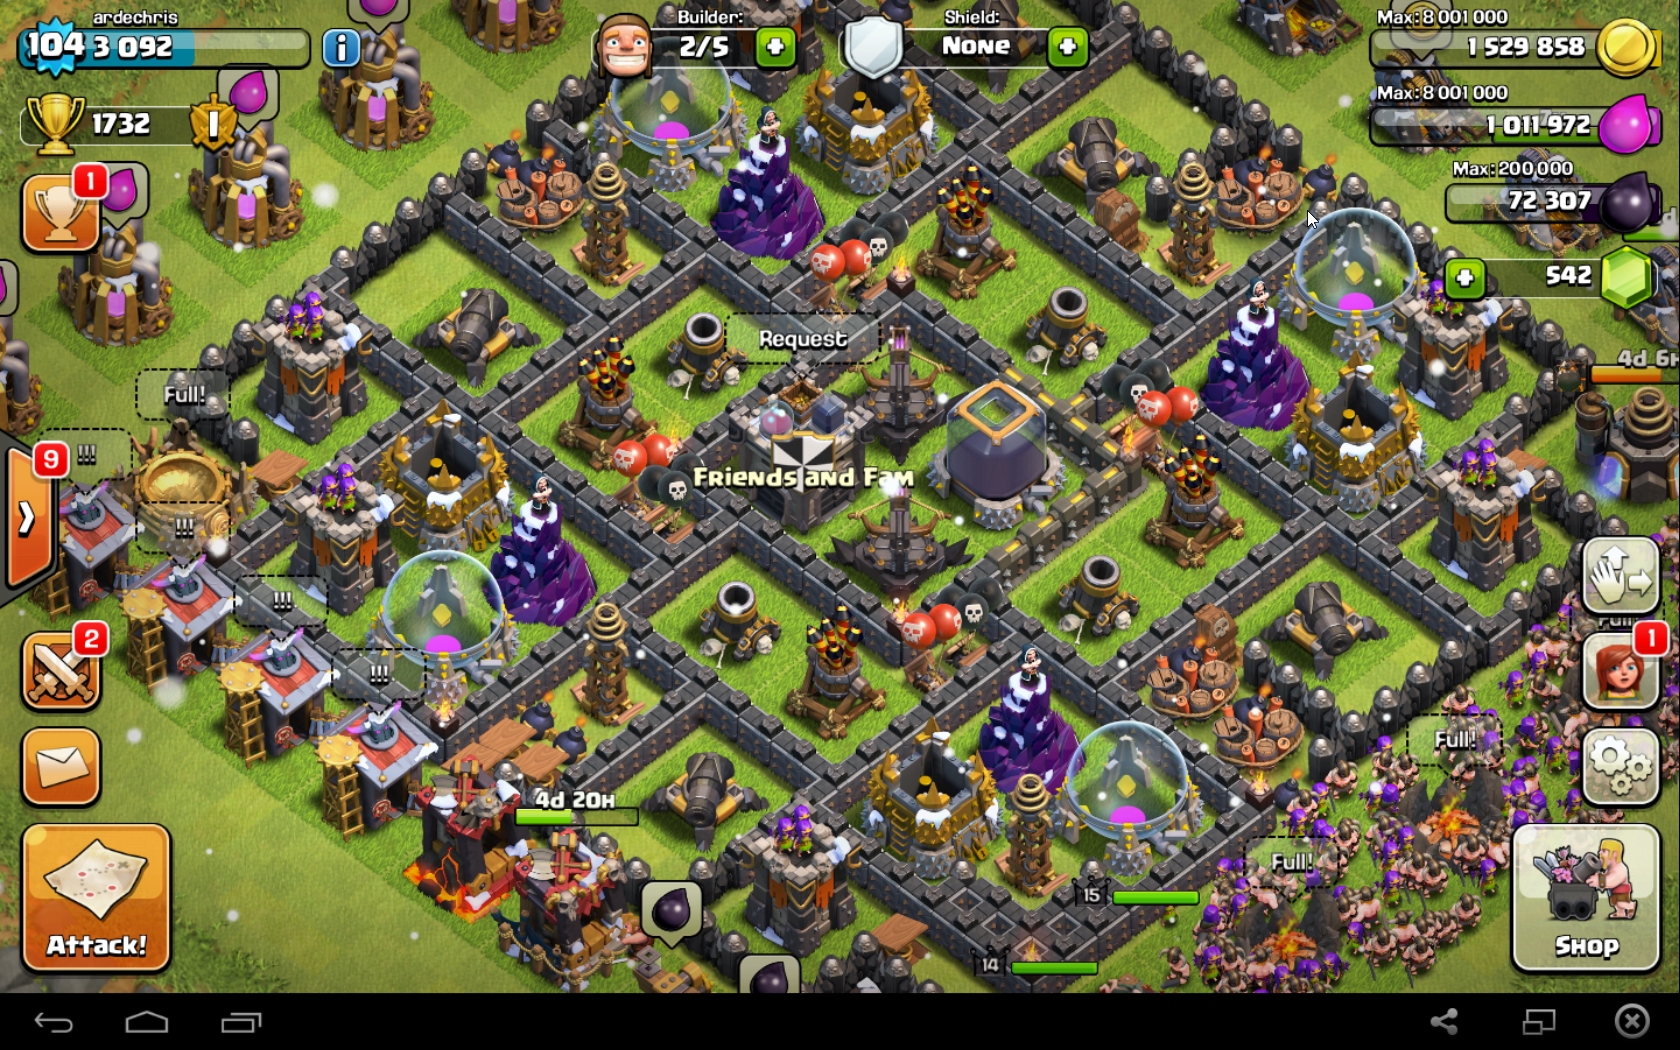 ardechris
104
3 092
Builder:
2/5
Shield:
None
Max: 8 001 000
1 529 858
Max: 8 001 000
1 011 972
Max: 200 000
72 307
542
1732
1
Request
Full!
4d 6h
9
!!!
Friends and Fam
!!!
!!!
!!!
2
1
Full!
4d 20h
Full!
15
14
Attack!
Shop